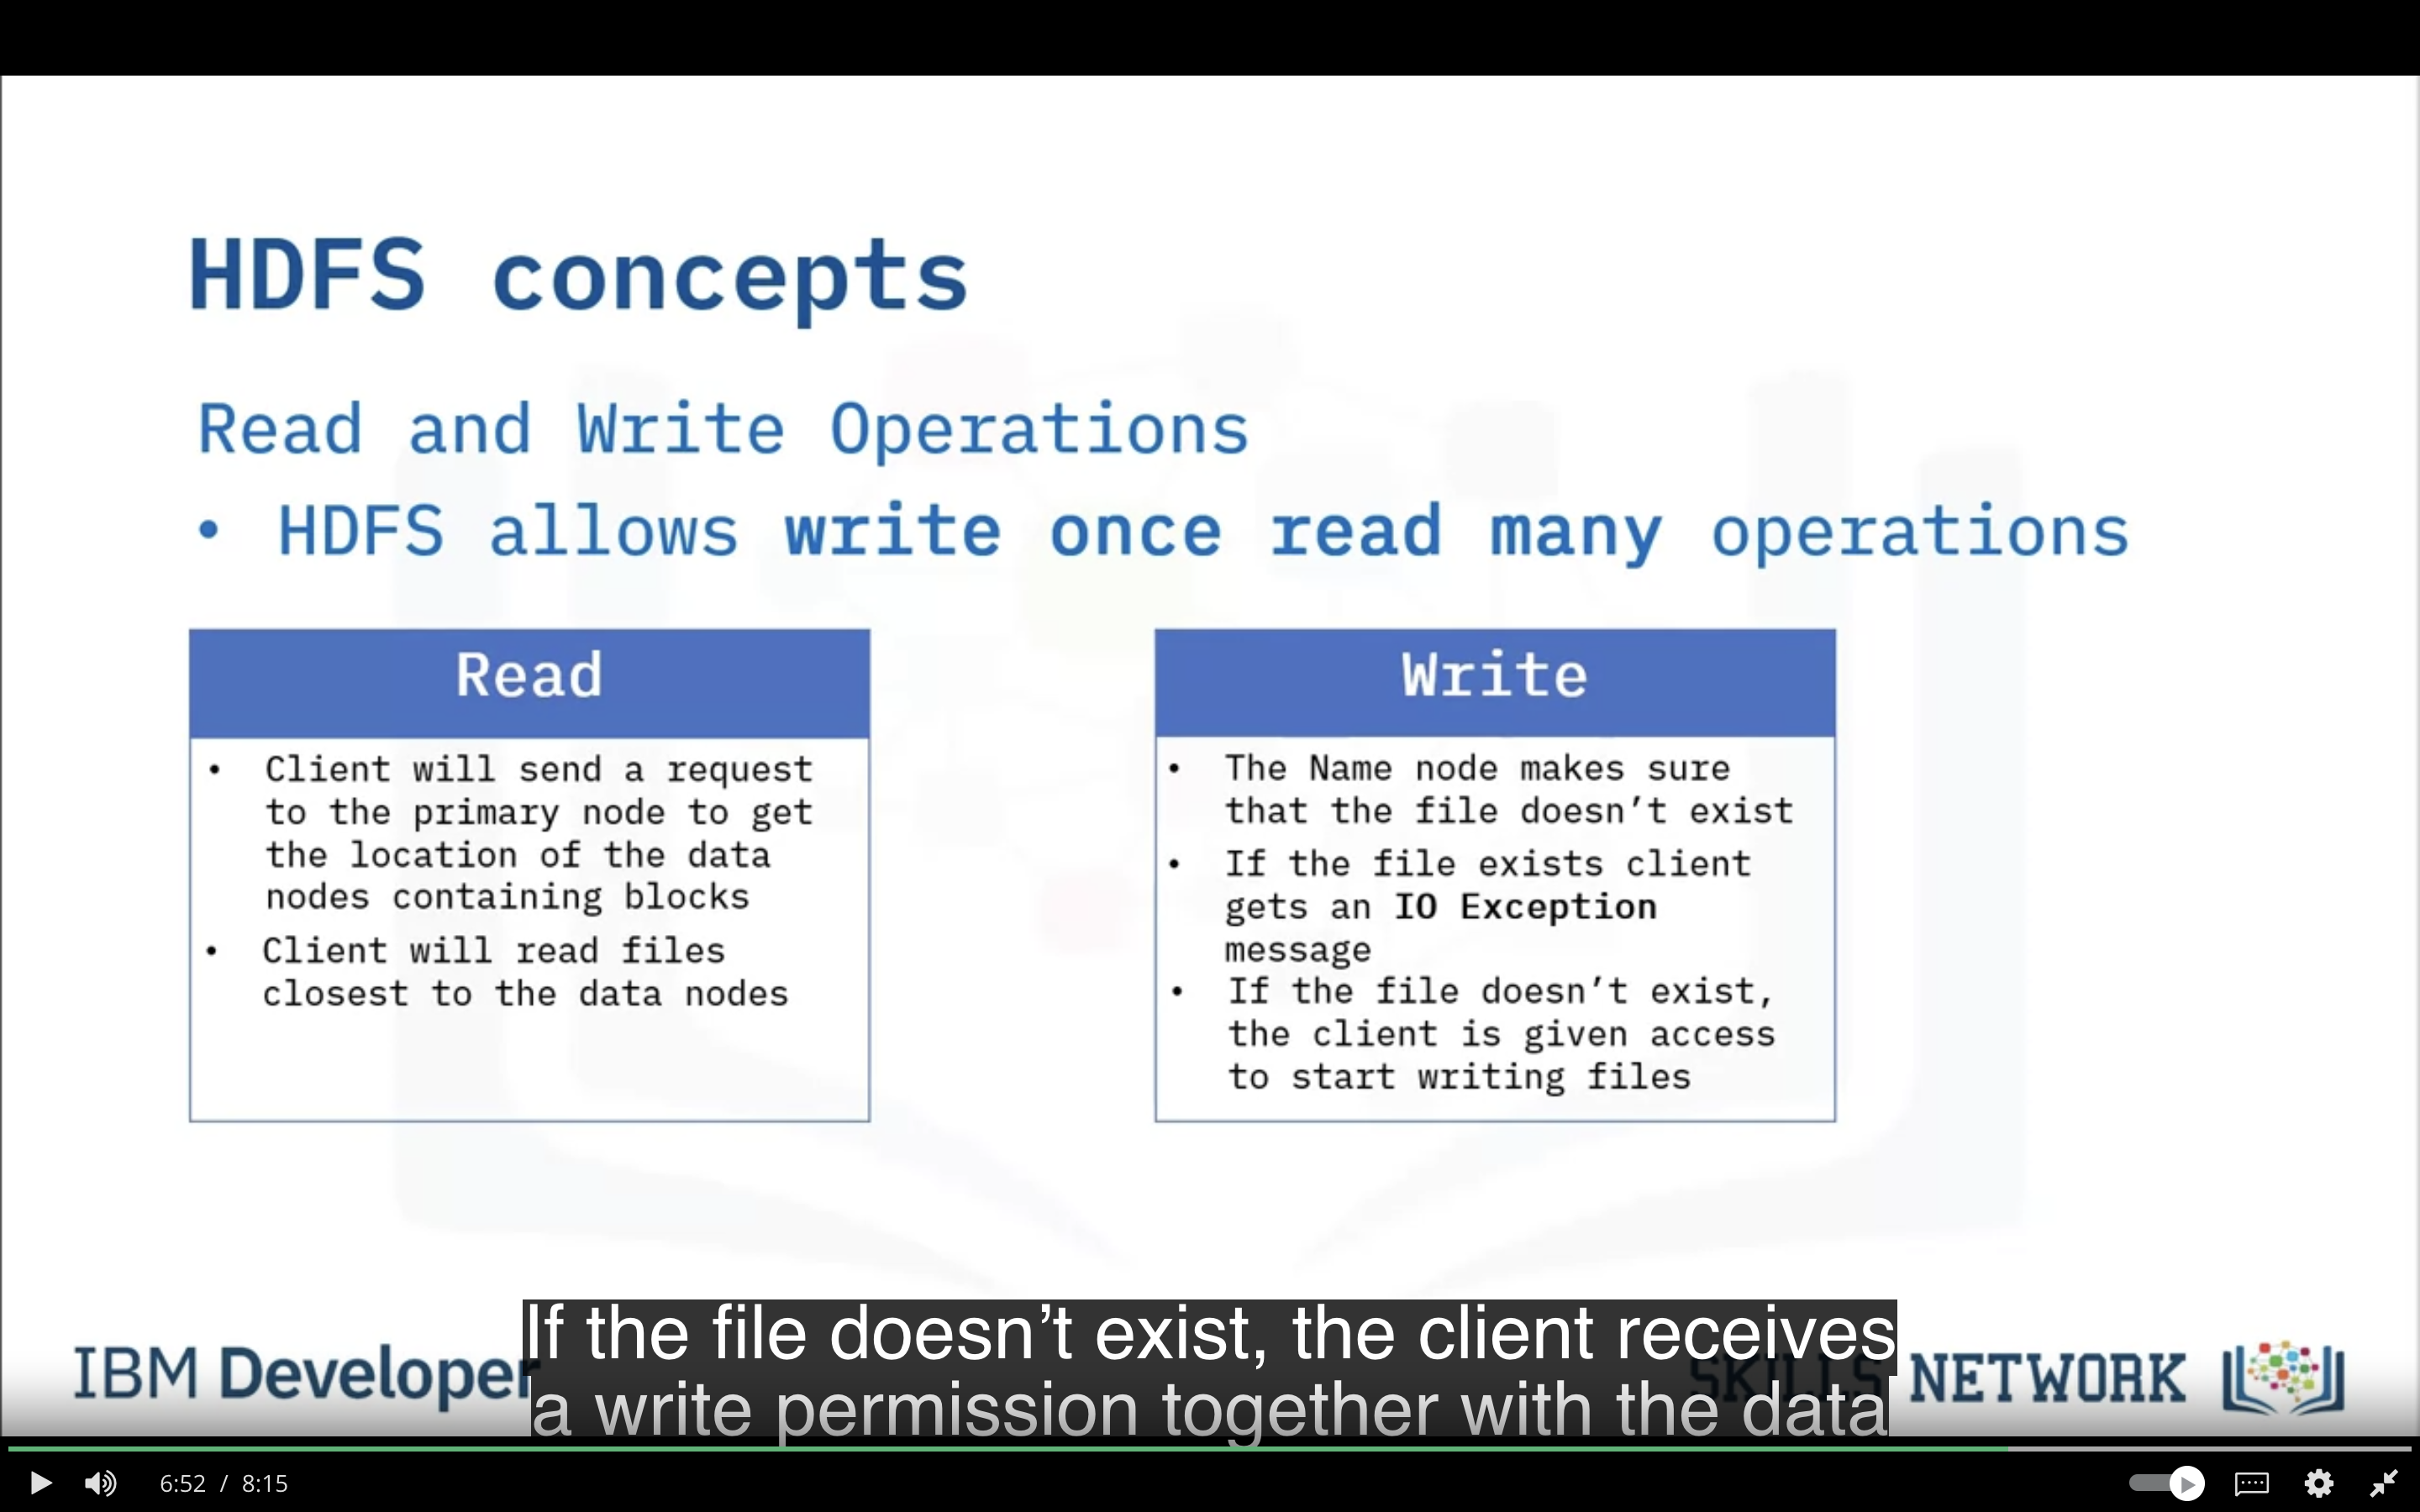 HDFS concepts
Read and Write Operations
• HDFS allows write once read many operations
Read
• Client will send a request
to the primary node to get
the location of the data
nodes containing blocks
• Client will read files
closest to the data nodes
Write
• The Name node makes sure
that the file doesn’t exist
• If the file exists client
gets an IO Exception
message
• If the file doesn’t exist,
the client is given access
to start writing files
If the file doesn’t exist, the client receives
a write permission together with the data
IBM Developer
SKILLS NETWORK
6:52 / 8:15